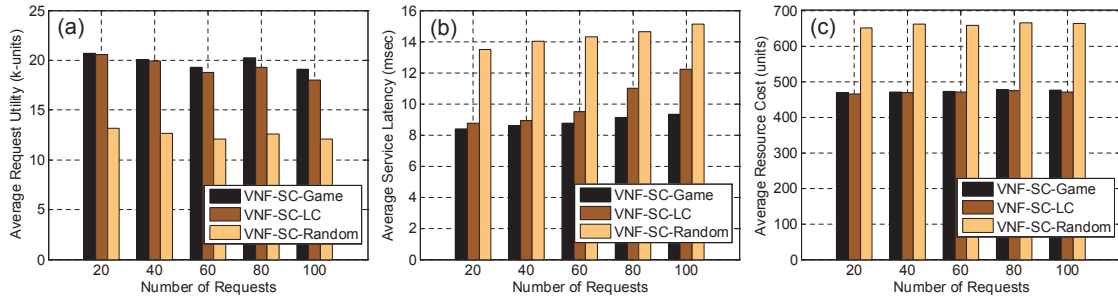 (a)
Average Request Utility (k-units)
25
20
15
10
5
0
20 40 60 80 100
Number of Requests
VNF-SC-Game
VNF-SC-LC
VNF-SC-Random
(b)
Average Service Latency (msec)
16
14
12
10
8
6
4
2
0
20 40 60 80 100
Number of Requests
VNF-SC-Game
VNF-SC-LC
VNF-SC-Random
(c)
Average Resource Cost (units)
700
600
500
400
300
200
100
0
20 40 60 80 100
Number of Requests
VNF-SC-Game
VNF-SC-LC
VNF-SC-Random